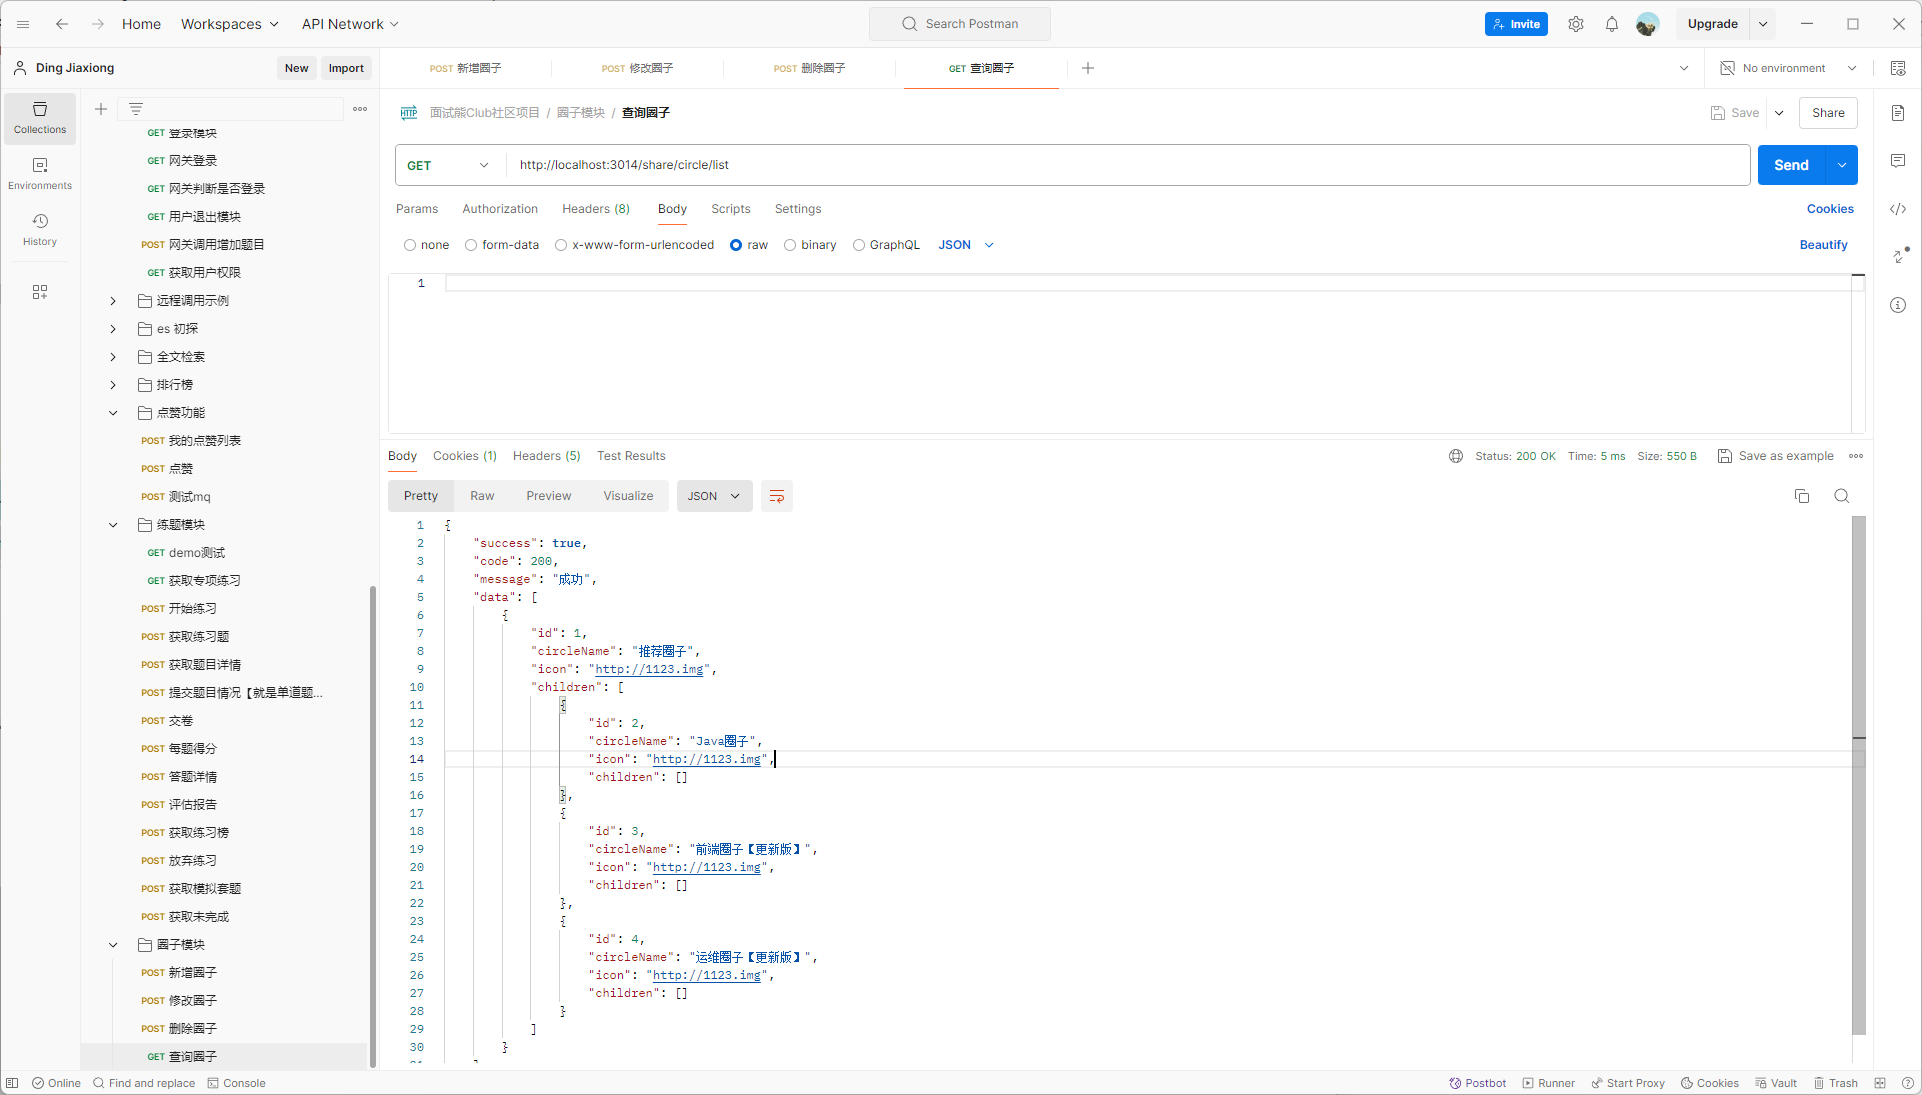 Home Workspaces API Network Search Postman Invite Upgrade
Ding Jiaxiong New Import POST 新增圈子 POST 修改圈子 POST 删除圈子 GET 查询圈子 No environment
Collections
Environments
History
GET 登录模块
GET 网关登录
GET 网关判断是否登录
GET 用户退出模块
POST 网关调用增加题目
GET 获取用户权限
远程调用示例
es 初探
全文检索
排行榜
点赞功能
POST 我的点赞列表
POST 点赞
POST 测试mq
练题模块
GET demo测试
GET 获取专项练习
POST 开始练习
POST 获取练习题
POST 获取题目详情
POST 提交题目情况【就是单道题...
POST 交卷
POST 每题得分
POST 答题详情
POST 评估报告
POST 获取练习榜
POST 放弃练习
POST 获取模拟套题
POST 获取未完成
圈子模块
POST 新增圈子
POST 修改圈子
POST 删除圈子
GET 查询圈子
HTTP 面试熊Club社区项目 / 圈子模块 / 查询圈子 Save Share
GET http://localhost:3014/share/circle/list Send
Params Authorization Headers (8) Body Scripts Settings Cookies
none form-data x-www-form-urlencoded raw binary GraphQL JSON Beautify
1
Body Cookies (1) Headers (5) Test Results Status: 200 OK Time: 5 ms Size: 550 B Save as example
Pretty Raw Preview Visualize JSON
1 {
2 "success": true,
3 "code": 200,
4 "message": "成功",
5 "data": [
6 {
7 "id": 1,
8 "circleName": "推荐圈子",
9 "icon": "http://1123.img",
10 "children": [
11 {
12 "id": 2,
13 "circleName": "Java圈子",
14 "icon": "http://1123.img",
15 "children": []
16 },
17 {
18 "id": 3,
19 "circleName": "前端圈子【更新版】",
20 "icon": "http://1123.img",
21 "children": []
22 },
23 {
24 "id": 4,
25 "circleName": "运维圈子【更新版】",
26 "icon": "http://1123.img",
27 "children": []
28 }
29 ]
30 }
Online Find and replace Console Postbot Runner Start Proxy Cookies Vault Trash